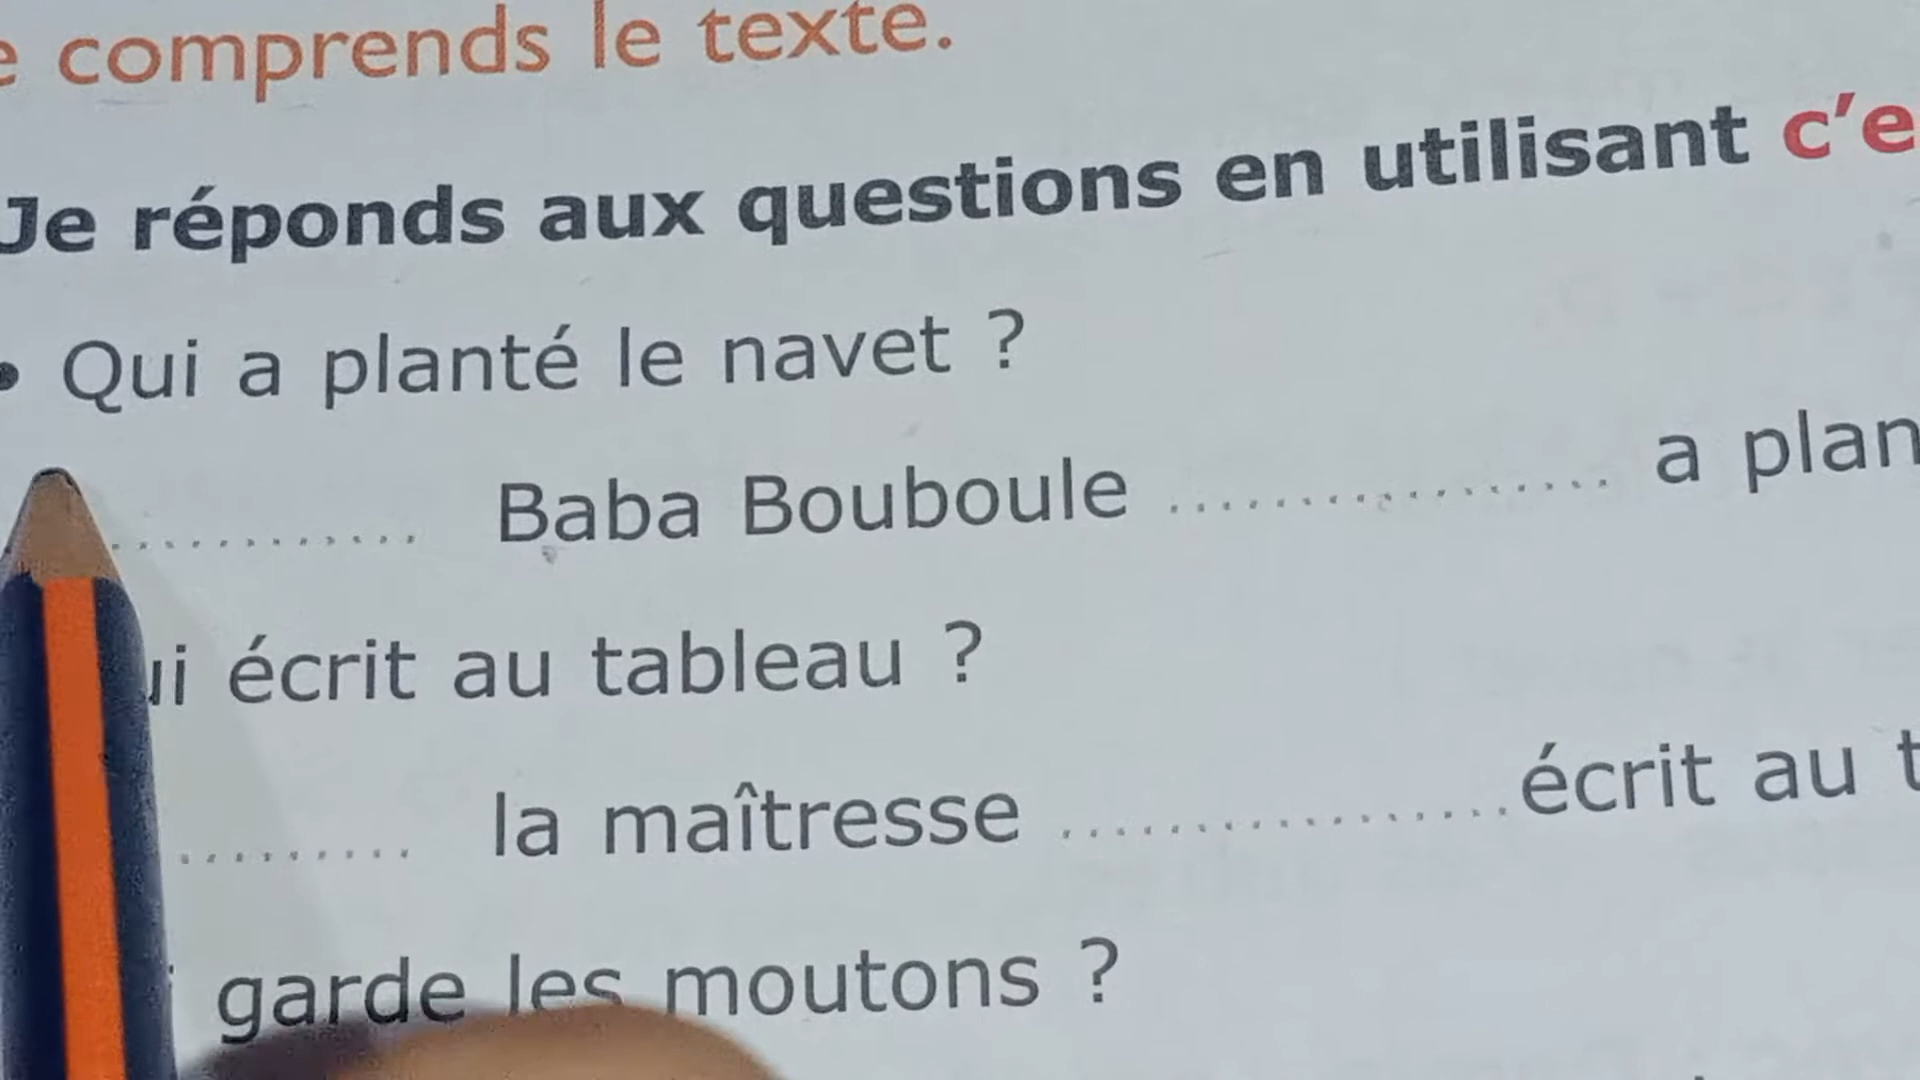 comprends le texte.
Je réponds aux questions en utilisant c'e
• Qui a planté le navet ?
............. Baba Bouboule ................. a plan
écrit au tableau ?
......... la maîtresse .................écrit au t
garde les moutons ?